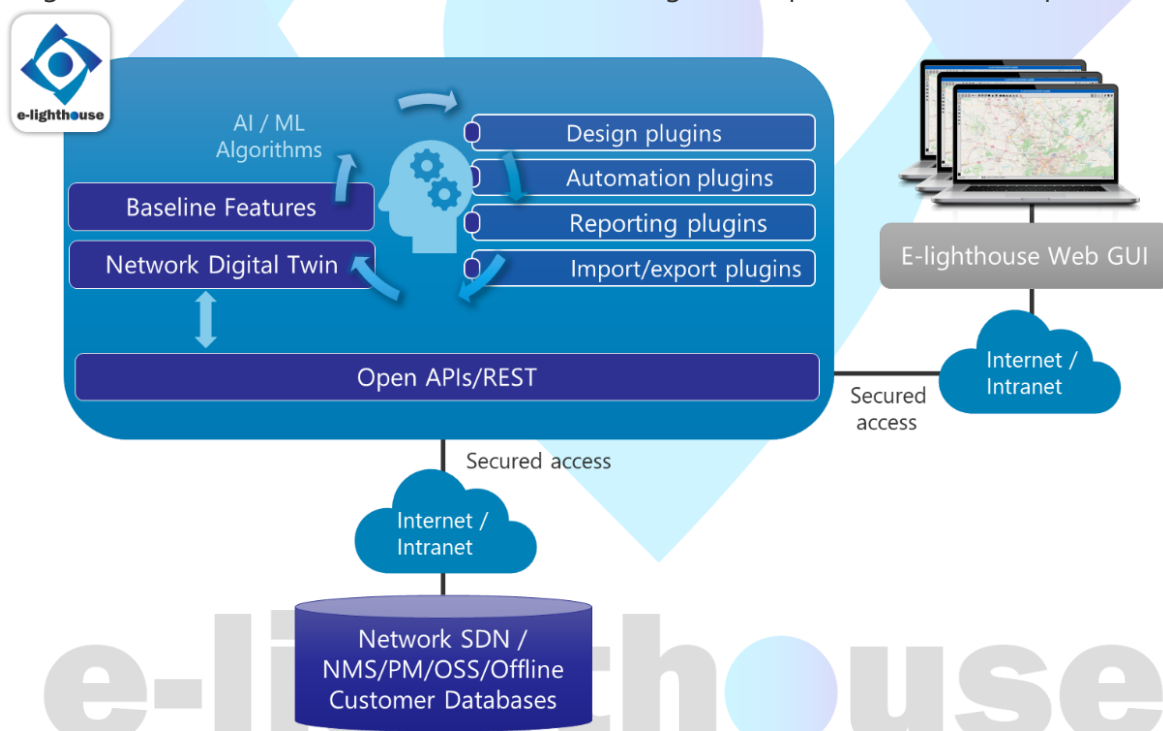 e-lighthouse
AI / ML
Algorithms
Baseline Features
Network Digital Twin
Design plugins
Automation plugins
Reporting plugins
Import/export plugins
Open APIs/REST
E-lighthouse Web GUI
Internet /
Intranet
Secured
access
Secured access
Internet /
Intranet
Network SDN /
NMS/PM/OSS/Offline
Customer Databases